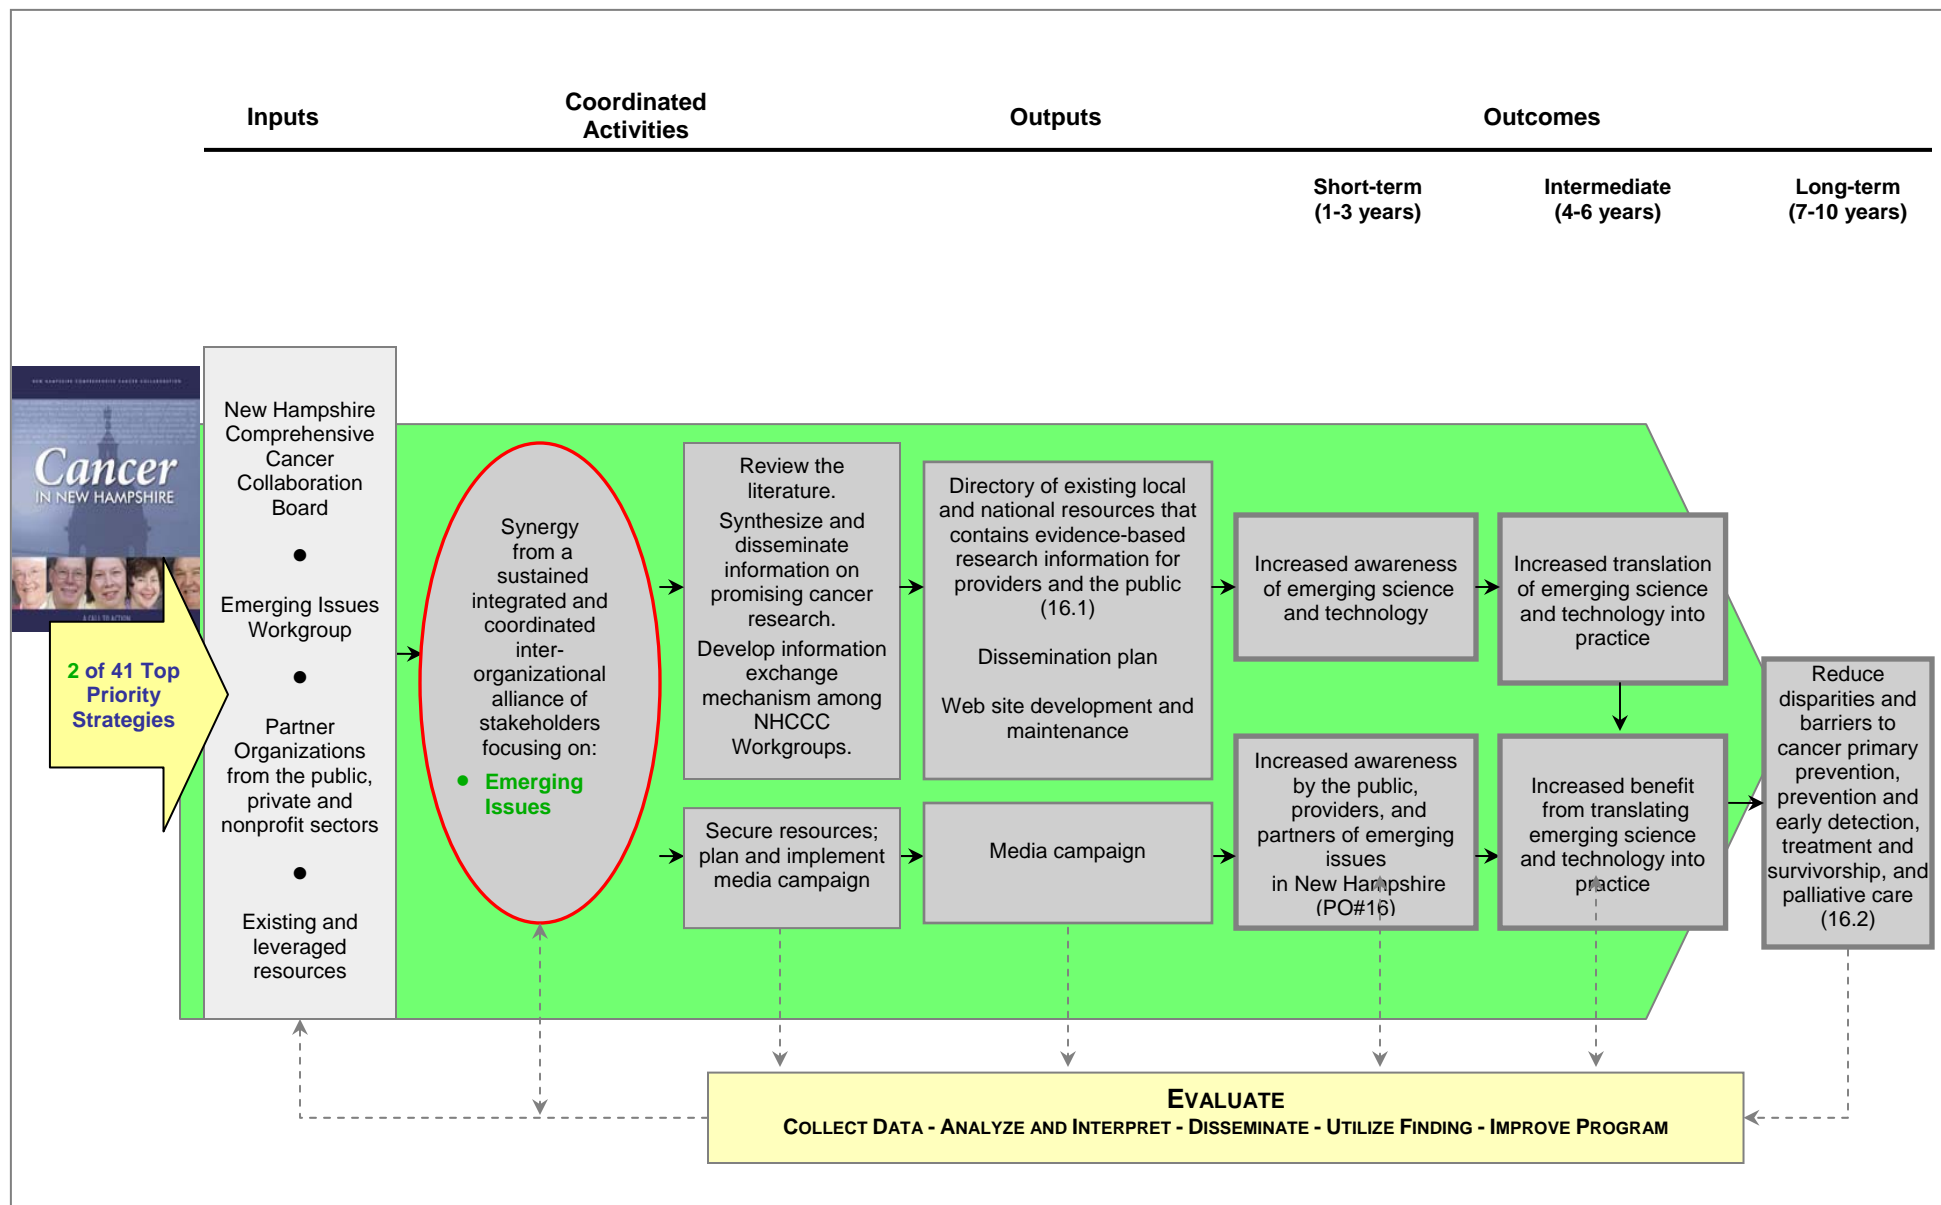 Inputs
Coordinated
Activities
Outputs
Outcomes
Short-term
(1-3 years)
Intermediate
(4-6 years)
Long-term
(7-10 years)
NEW HAMPSHIRE COMPREHENSIVE CANCER COLLABORATION
Cancer
IN NEW HAMPSHIRE
A CALL TO ACTION
2 of 41 Top
Priority
Strategies
New Hampshire
Comprehensive
Cancer
Collaboration
Board
●
Emerging Issues
Workgroup
●
Partner
Organizations
from the public,
private and
nonprofit sectors
●
Existing and
leveraged
resources
Synergy
from a
sustained
integrated and
coordinated
inter-
organizational
alliance of
stakeholders
focusing on:
● Emerging
Issues
Review the
literature.
Synthesize and
disseminate
information on
promising cancer
research.
Develop information
exchange
mechanism among
NHCCC
Workgroups.
Secure resources;
plan and implement
media campaign
Directory of existing local
and national resources that
contains evidence-based
research information for
providers and the public
(16.1)
Dissemination plan
Web site development and
maintenance
Media campaign
Increased awareness
of emerging science
and technology
Increased awareness
by the public,
providers, and
partners of emerging
issues
in New Hampshire
(PO#16)
Increased translation
of emerging science
and technology into
practice
Increased benefit
from translating
emerging science
and technology into
practice
Reduce
disparities and
barriers to
cancer primary
prevention,
prevention and
early detection,
treatment and
survivorship, and
palliative care
(16.2)
EVALUATE
COLLECT DATA - ANALYZE AND INTERPRET - DISSEMINATE - UTILIZE FINDING - IMPROVE PROGRAM